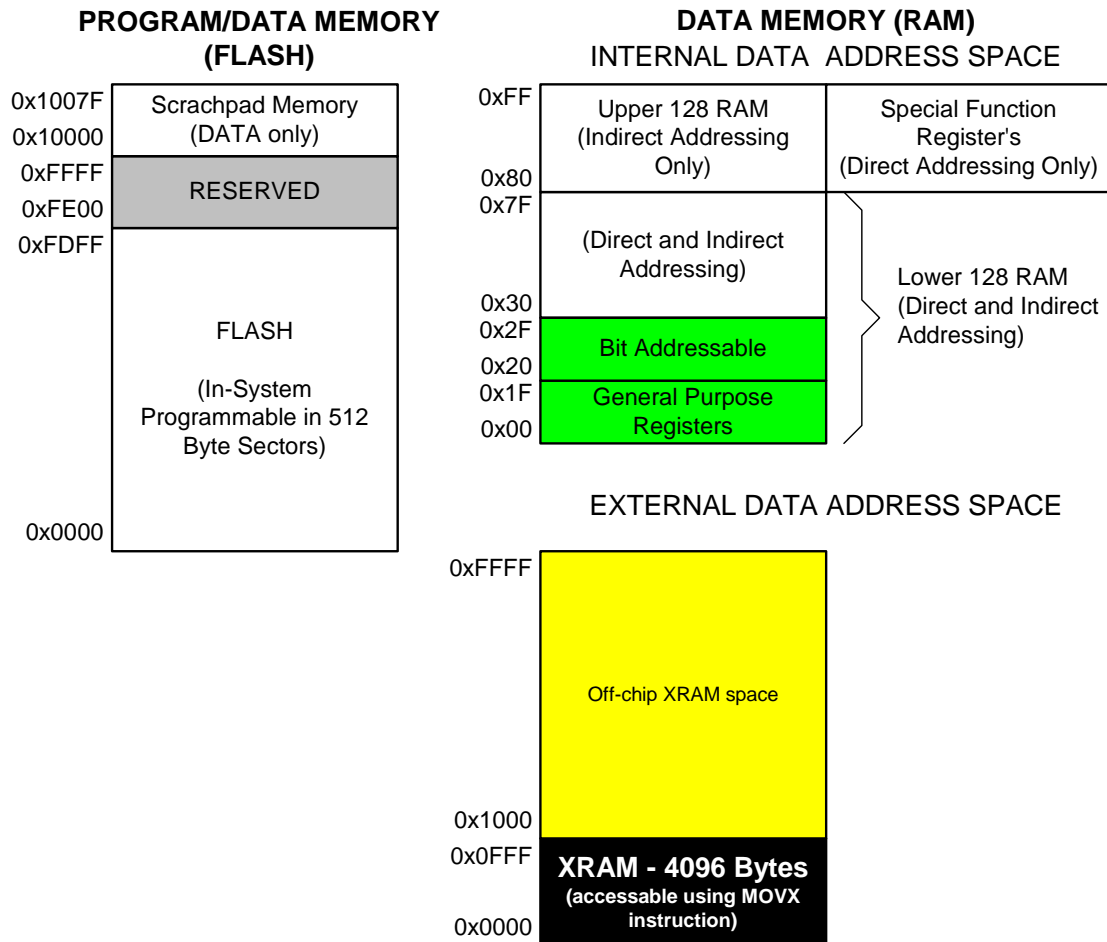 PROGRAM/DATA MEMORY
(FLASH)
0x1007F
Scrachpad Memory
(DATA only)
0x10000
0xFFFF
RESERVED
0xFE00
0xFDFF
FLASH
(In-System
Programmable in 512
Byte Sectors)
0x0000
DATA MEMORY (RAM)
INTERNAL DATA ADDRESS SPACE
0xFF
Upper 128 RAM
(Indirect Addressing
Only)
Special Function
Register's
(Direct Addressing Only)
0x80
0x7F
(Direct and Indirect
Addressing)
0x30
0x2F
Bit Addressable
0x20
0x1F
General Purpose
Registers
0x00
Lower 128 RAM
(Direct and Indirect
Addressing)
EXTERNAL DATA ADDRESS SPACE
0xFFFF
Off-chip XRAM space
0x1000
0x0FFF
XRAM - 4096 Bytes
(accessable using MOVX
instruction)
0x0000